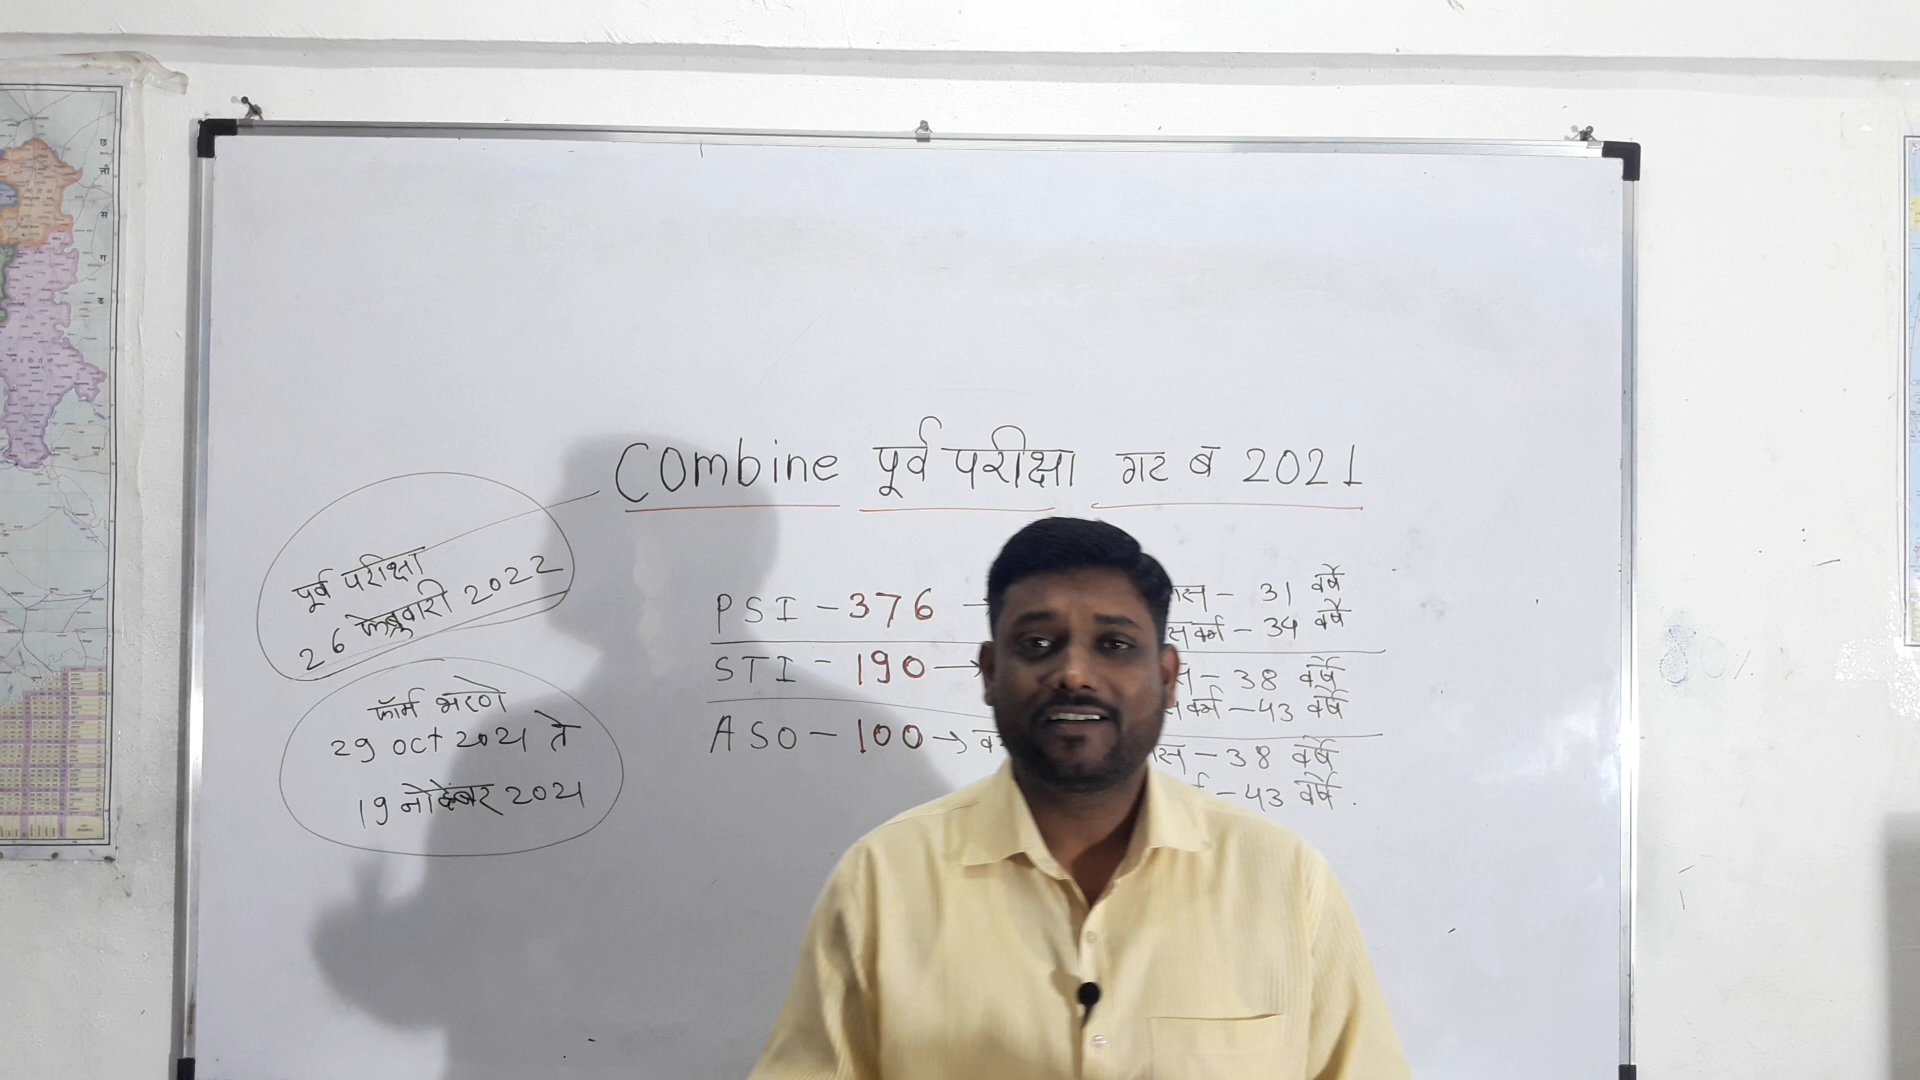 Combine पूर्व परीक्षा गट ब 2021
पूर्व परीक्षा
26 फेब्रुवारी 2022
फॉर्म भरणे
29 oct 2021 ते
19 नोव्हेंबर 2021
PSI - 376 → - 31 वर्षे
- 34 वर्षे
STI - 190 → - 38 वर्षे
- 43 वर्षे
ASO - 100 → - 38 वर्षे
- 43 वर्षे.